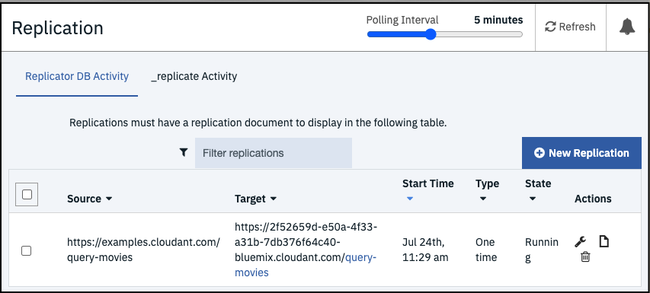 Replication
Polling Interval 5 minutes
Refresh
Replicator DB Activity
_replicate Activity
Replications must have a replication document to display in the following table.
Filter replications
New Replication
Source
Target
Start Time
Type
State
Actions
https://examples.cloudant.com/
query-movies
https://2f52659d-e50a-4f33-
a31b-7db376f64c40-
bluemix.cloudant.com/query-
movies
Jul 24th,
11:29 am
One
time
Runnin
g